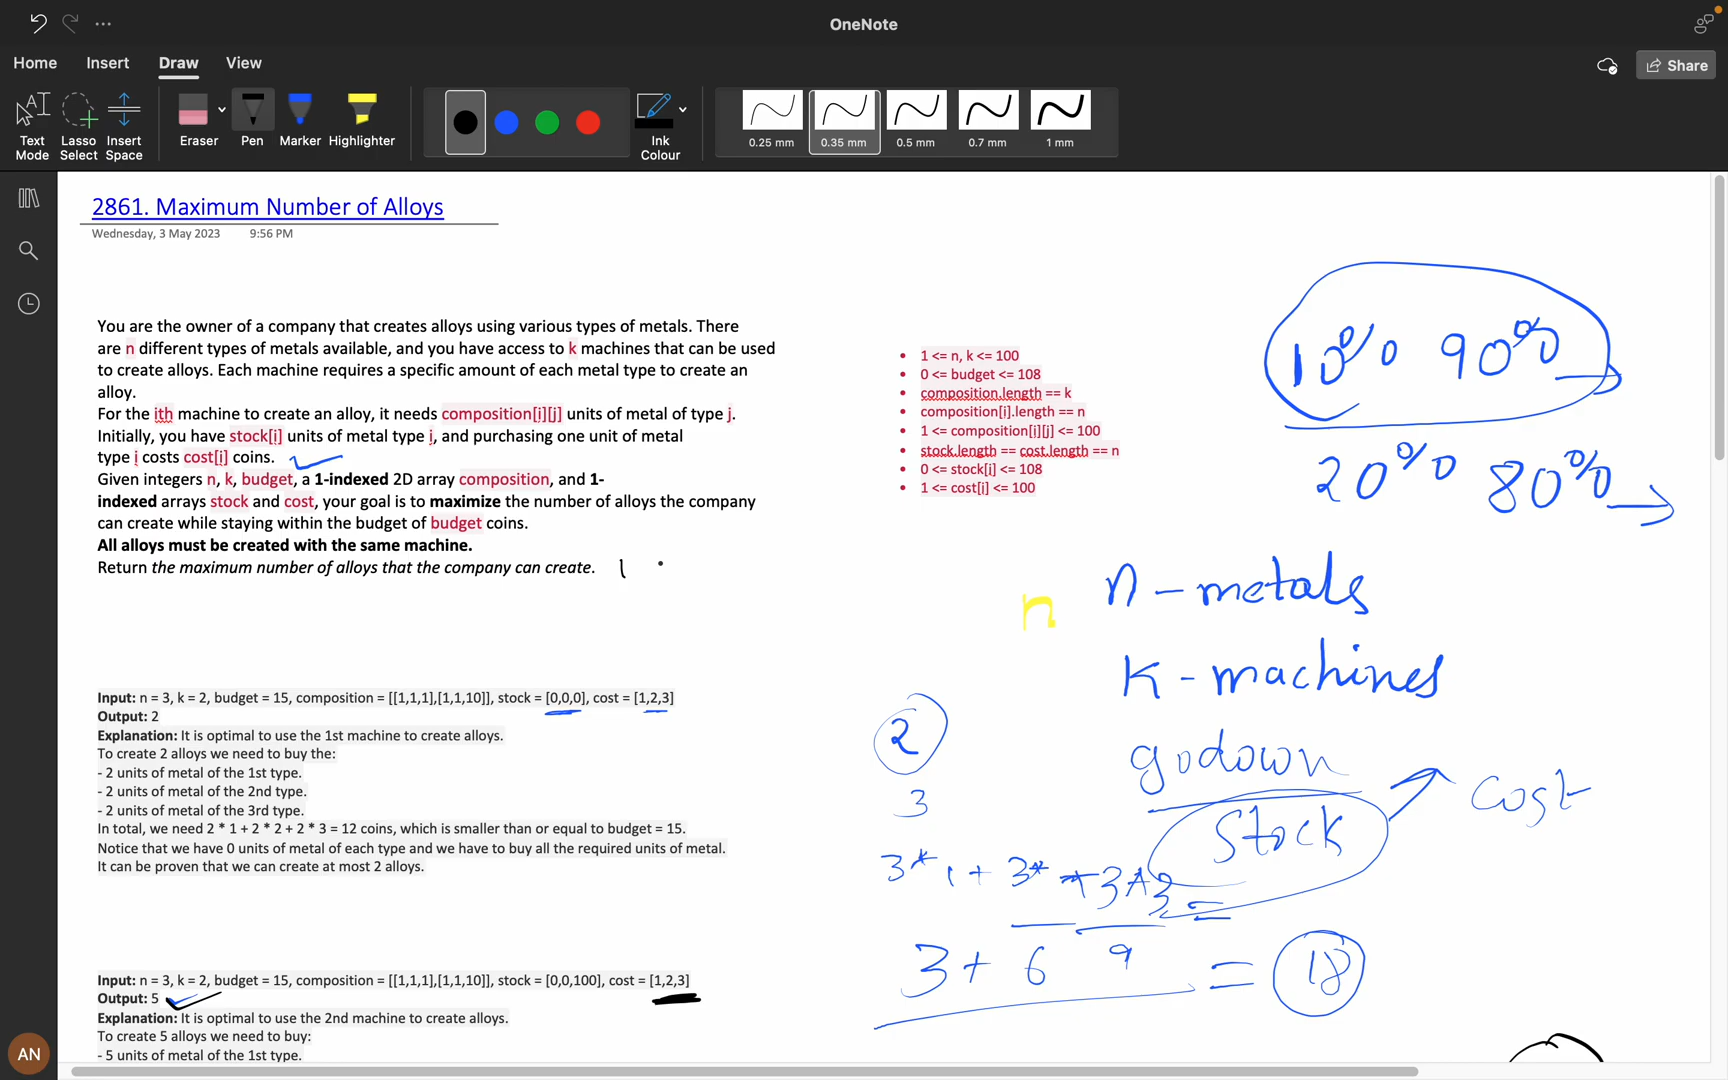 OneNote
Home Insert Draw View
Share
Text Mode
Lasso Select
Insert Space
Eraser
Pen
Marker
Highlighter
Ink Colour
0.25 mm
0.35 mm
0.5 mm
0.7 mm
1 mm
2861. Maximum Number of Alloys
Wednesday, 3 May 2023 9:56 PM
You are the owner of a company that creates alloys using various types of metals. There
are n different types of metals available, and you have access to k machines that can be used
to create alloys. Each machine requires a specific amount of each metal type to create an
alloy.
For the ith machine to create an alloy, it needs composition[i][j] units of metal of type j.
Initially, you have stock[i] units of metal type i, and purchasing one unit of metal
type i costs cost[i] coins.
Given integers n, k, budget, a 1-indexed 2D array composition, and 1-
indexed arrays stock and cost, your goal is to maximize the number of alloys the company
can create while staying within the budget of budget coins.
All alloys must be created with the same machine.
Return the maximum number of alloys that the company can create.
Input: n = 3, k = 2, budget = 15, composition = [[1,1,1],[1,1,10]], stock = [0,0,0], cost = [1,2,3]
Output: 2
Explanation: It is optimal to use the 1st machine to create alloys.
To create 2 alloys we need to buy the:
- 2 units of metal of the 1st type.
- 2 units of metal of the 2nd type.
- 2 units of metal of the 3rd type.
In total, we need 2 * 1 + 2 * 2 + 2 * 3 = 12 coins, which is smaller than or equal to budget = 15.
Notice that we have 0 units of metal of each type and we have to buy all the required units of metal.
It can be proven that we can create at most 2 alloys.
Input: n = 3, k = 2, budget = 15, composition = [[1,1,1],[1,1,10]], stock = [0,0,100], cost = [1,2,3]
Output: 5
Explanation: It is optimal to use the 2nd machine to create alloys.
To create 5 alloys we need to buy:
- 5 units of metal of the 1st type.
• 1 <= n, k <= 100
• 0 <= budget <= 108
• composition.length == k
• composition[i].length == n
• 1 <= composition[i][j] <= 100
• stock.length == cost.length == n
• 0 <= stock[i] <= 108
• 1 <= cost[i] <= 100
10% 90%
20% 80%
n
n - metals
k - machines
godown
stock
cost
2
3
3 + 6 9 = 18
AN